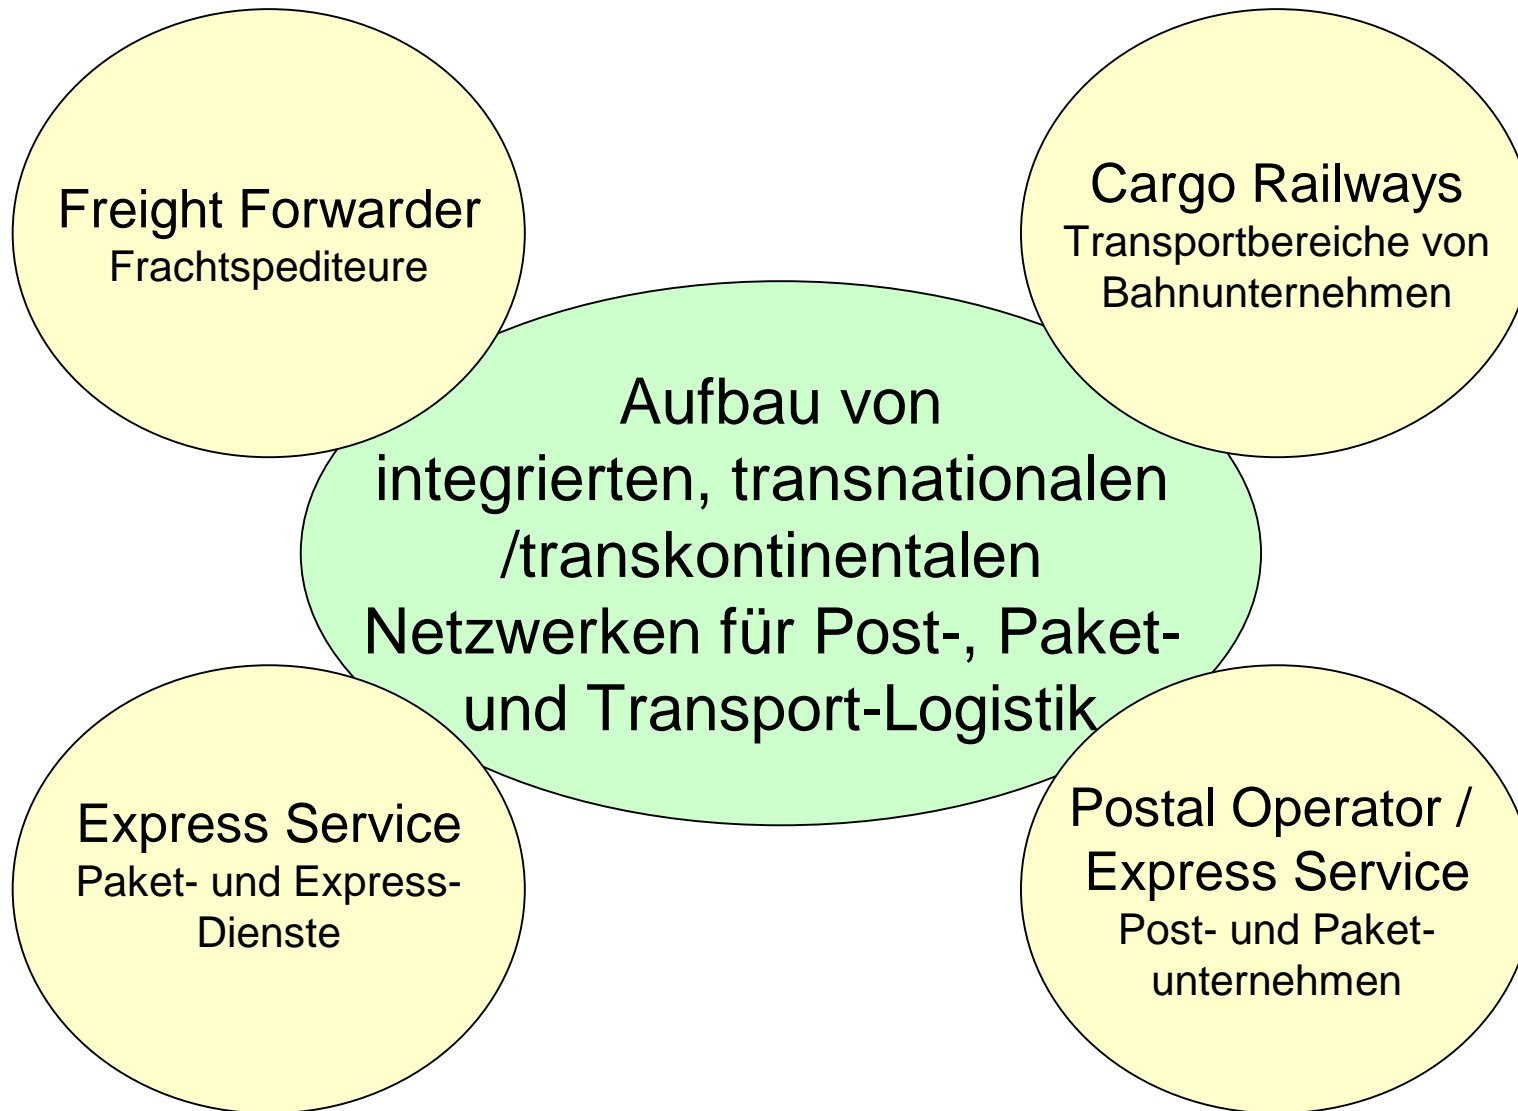 Freight Forwarder
Frachtspediteure
Cargo Railways
Transportbereiche von
Bahnunternehmen
Aufbau von
integrierten, transnationalen
/transkontinentalen
Netzwerken für Post-, Paket-
und Transport-Logistik
Express Service
Paket- und Express-
Dienste
Postal Operator /
Express Service
Post- und Paket-
unternehmen